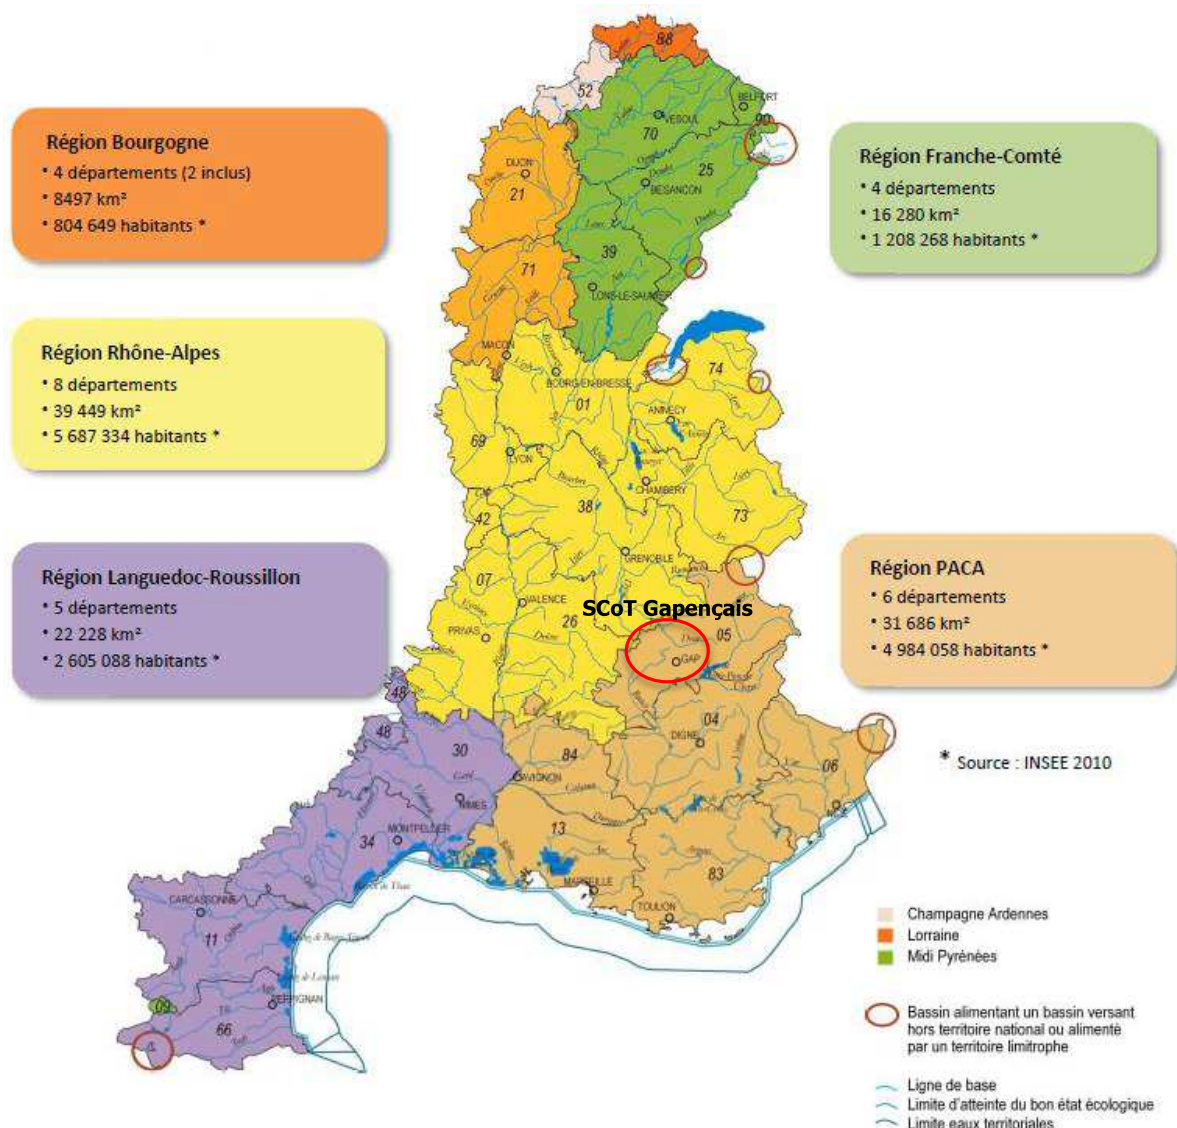 Région Bourgogne
• 4 départements (2 inclus)
• 8497 km²
• 804 649 habitants *
Région Franche-Comté
• 4 départements
• 16 280 km²
• 1 208 268 habitants *
Région Rhône-Alpes
• 8 départements
• 39 449 km²
• 5 687 334 habitants *
Région Languedoc-Roussillon
• 5 départements
• 22 228 km²
• 2 605 088 habitants *
Région PACA
• 6 départements
• 31 686 km²
• 4 984 058 habitants *
* Source : INSEE 2010
88
52
BELFORT
90
70
VESOUL
DIJON
21
25
BESANÇON
Doubs
39
71
LONS-LE-SAUNIER
MACON
BOURG-EN-BRESSE
01
74
ANNECY
69
LYON
CHAMBERY
38
42
73
GRENOBLE
07
VALENCE
SCoT Gapençais
26
PRIVAS
Drôme
05
GAP
48
48
04
30
DIGNE
84
06
AVIGNON
Gard
NIMES
34
MONTPELLIER
13
83
MARSEILLE
TOULON
CARCASSONNE
11
09
PERPIGNAN
66
Champagne Ardennes
Lorraine
Midi Pyrénées
Bassin alimentant un bassin versant
hors territoire national ou alimenté
par un territoire limitrophe
Ligne de base
Limite d'atteinte du bon état écologique
Limite eaux territoriales